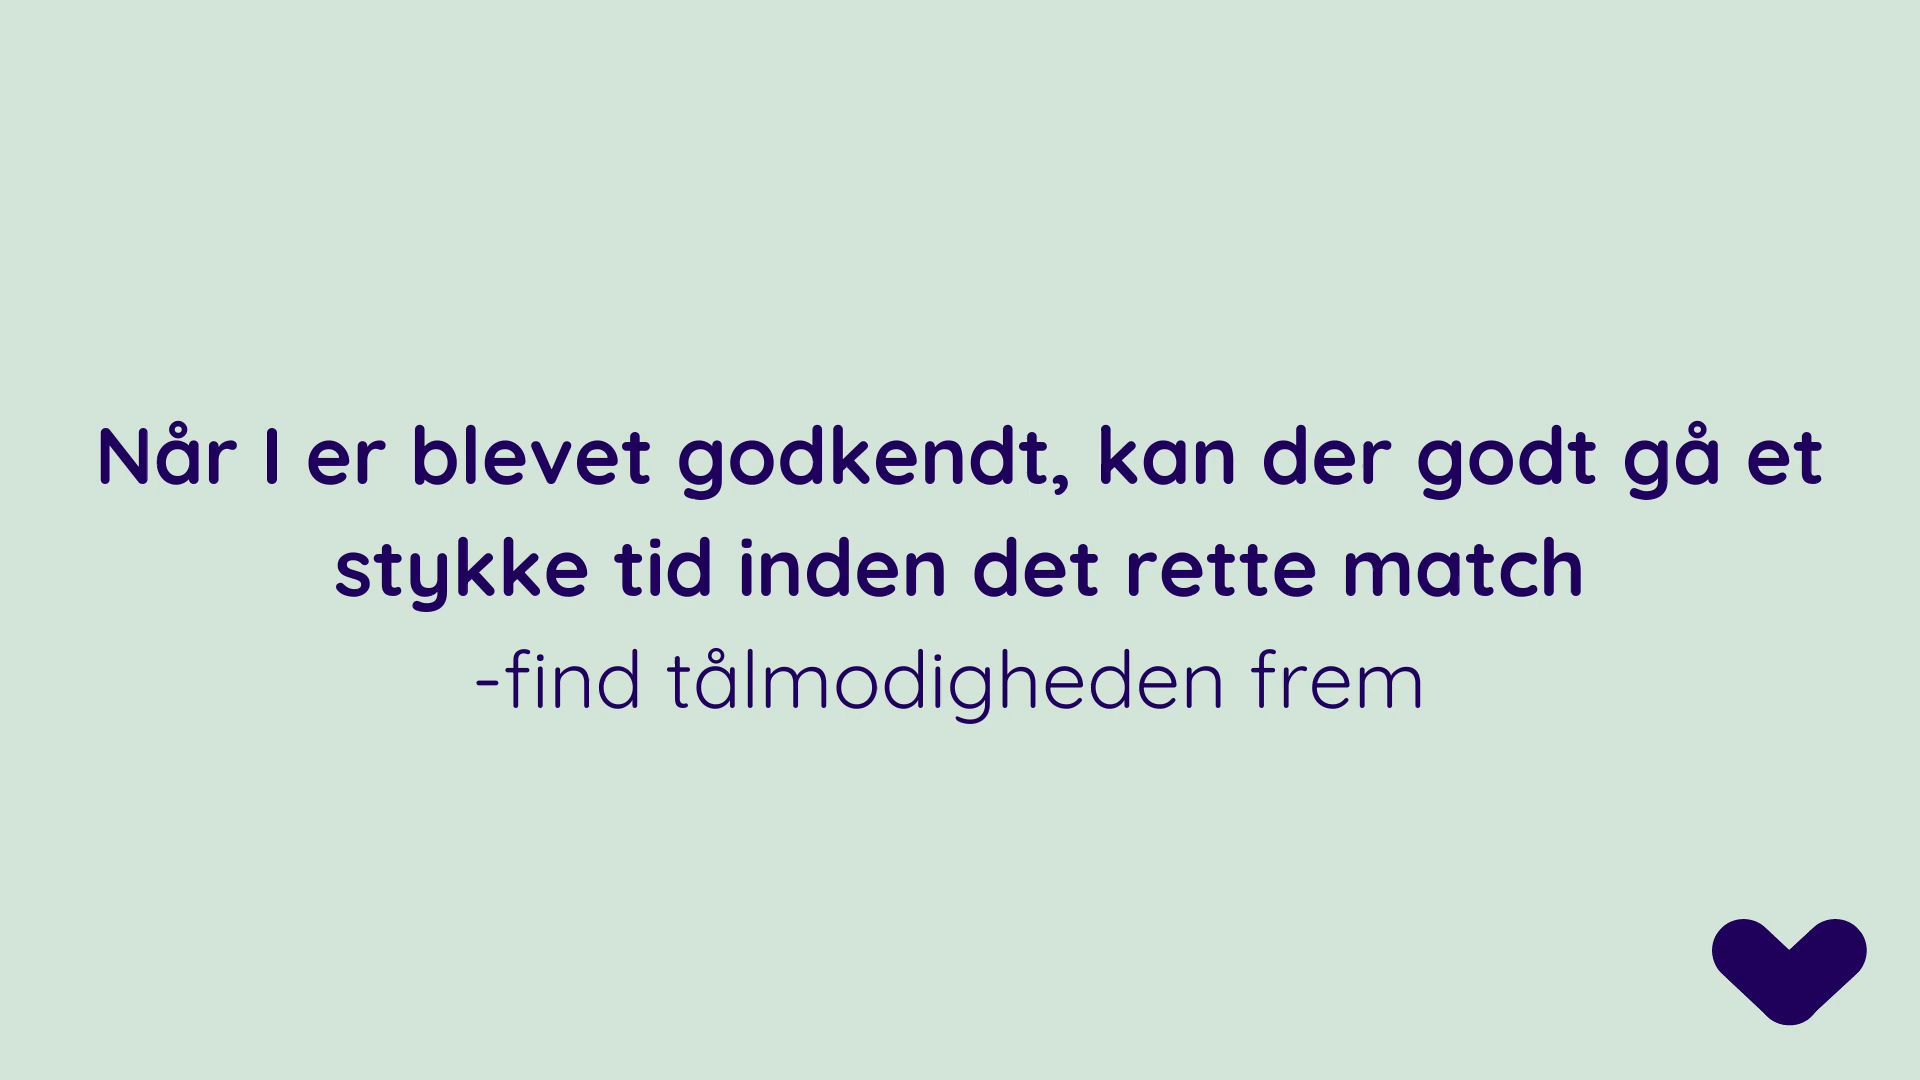 Når I er blevet godkendt, kan der godt gå et
stykke tid inden det rette match
-find tålmodigheden frem